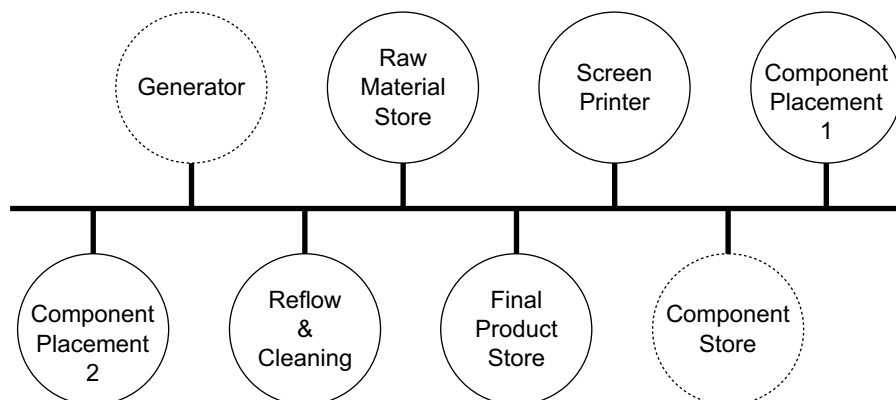 Generator
Raw
Material
Store
Screen
Printer
Component
Placement
1
Component
Placement
2
Reflow
&
Cleaning
Final
Product
Store
Component
Store